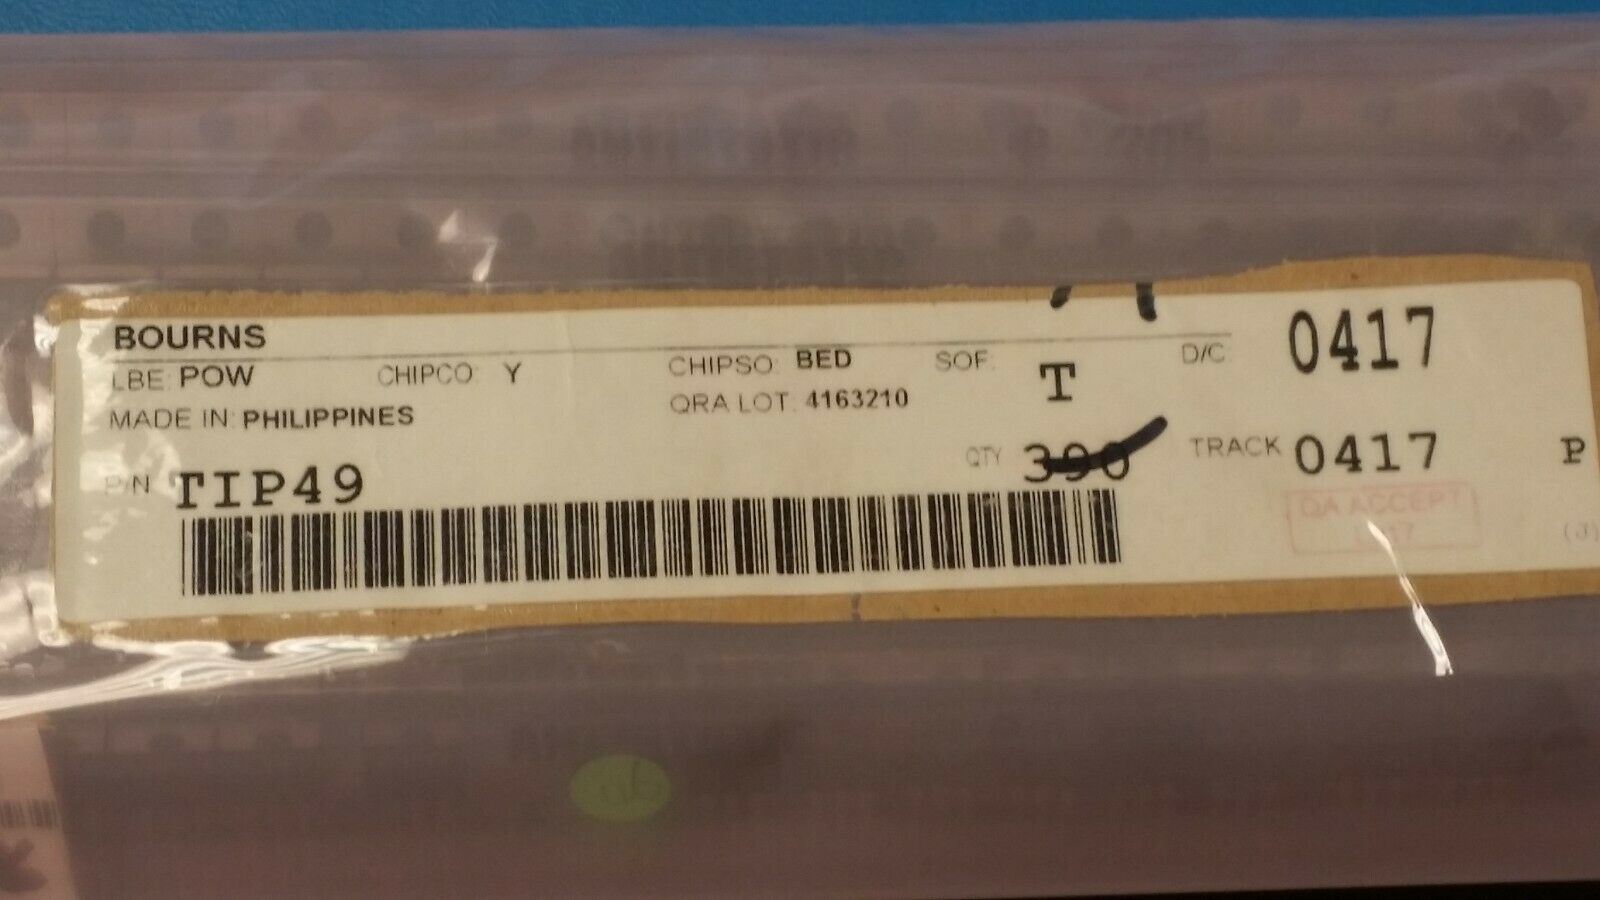 BOURNS
LBE: POW CHIPCO: Y CHIPSO: BED SOF: T D/C: 0417
MADE IN: PHILIPPINES QRA LOT: 4163210
P/N TIP49 QTY 390 TRACK 0417 P
QA ACCEPT
(J)